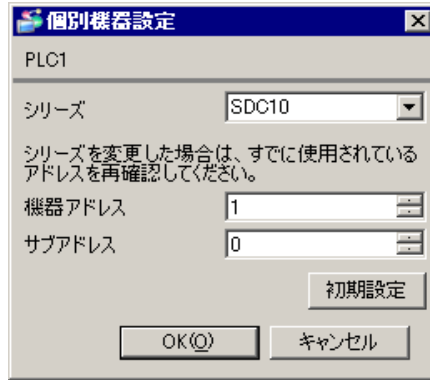 個別機器設定
PLC1
シリーズ
SDC10
シリーズを変更した場合は、すでに使用されている
アドレスを再確認してください。
機器アドレス
1
サブアドレス
0
初期設定
OK(O)
キャンセル